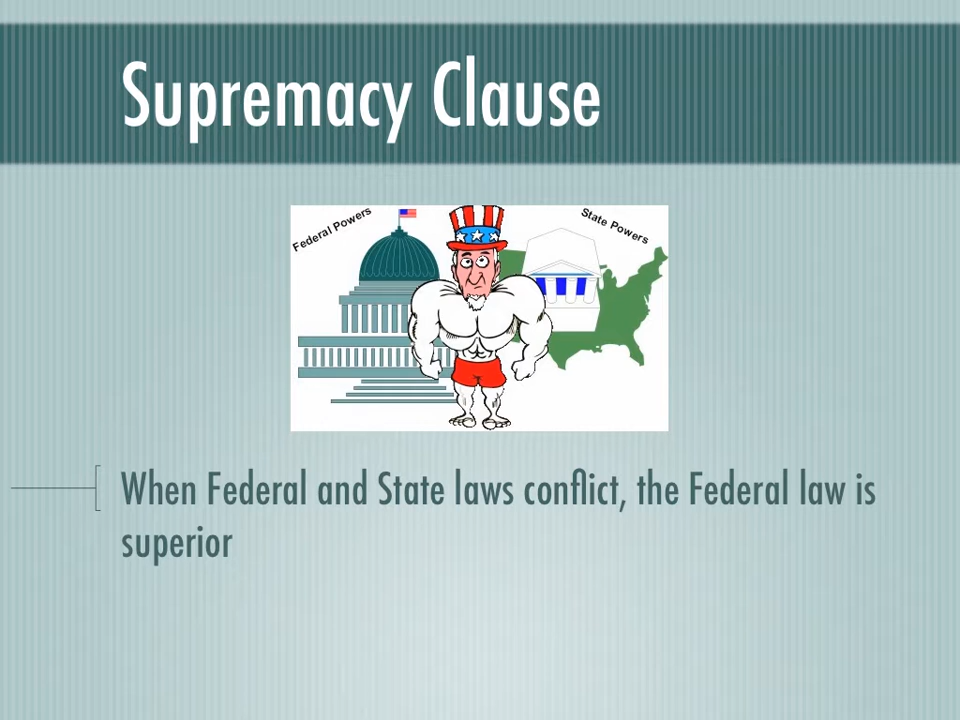 Supremacy Clause
Federal Powers
State Powers
When Federal and State laws conflict, the Federal law is
superior